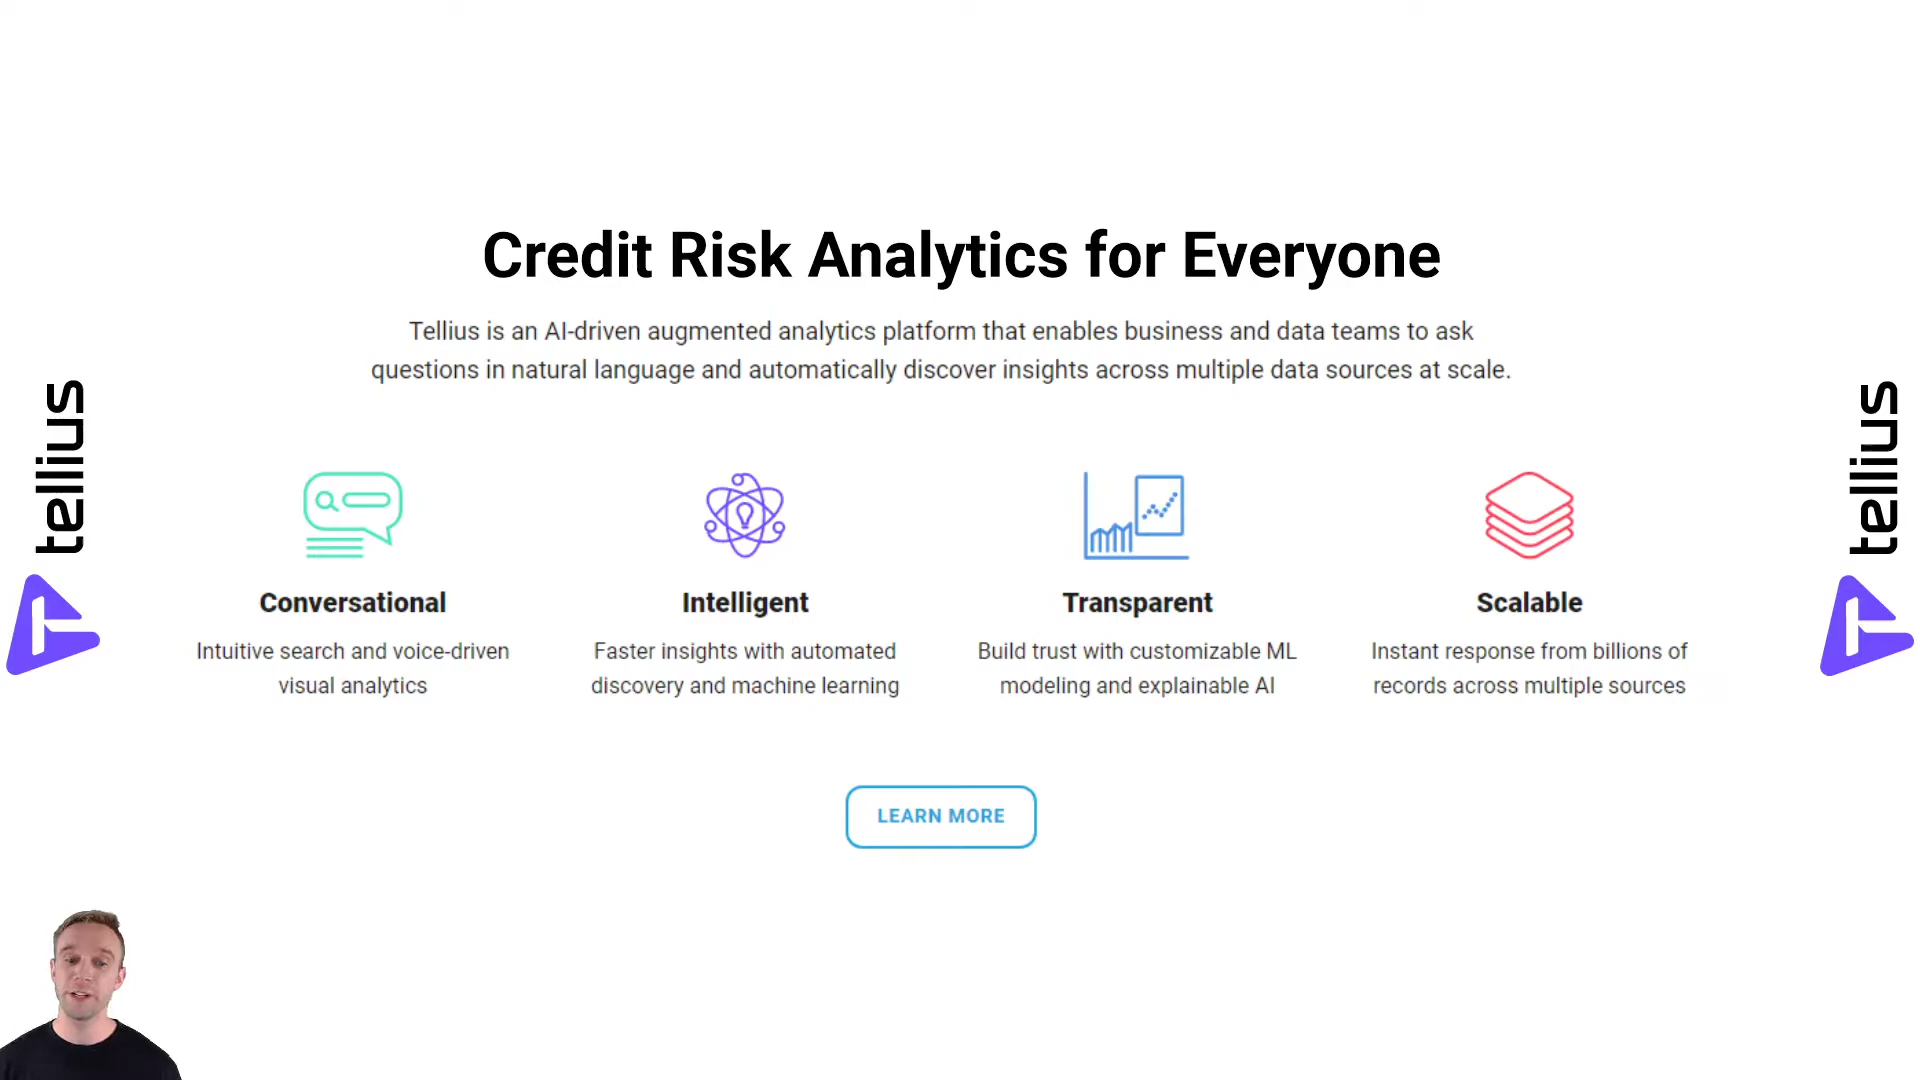 Credit Risk Analytics for Everyone
Tellius is an AI-driven augmented analytics platform that enables business and data teams to ask
questions in natural language and automatically discover insights across multiple data sources at scale.
tellius
tellius
Conversational
Intuitive search and voice-driven
visual analytics
Intelligent
Faster insights with automated
discovery and machine learning
Transparent
Build trust with customizable ML
modeling and explainable AI
Scalable
Instant response from billions of
records across multiple sources
LEARN MORE